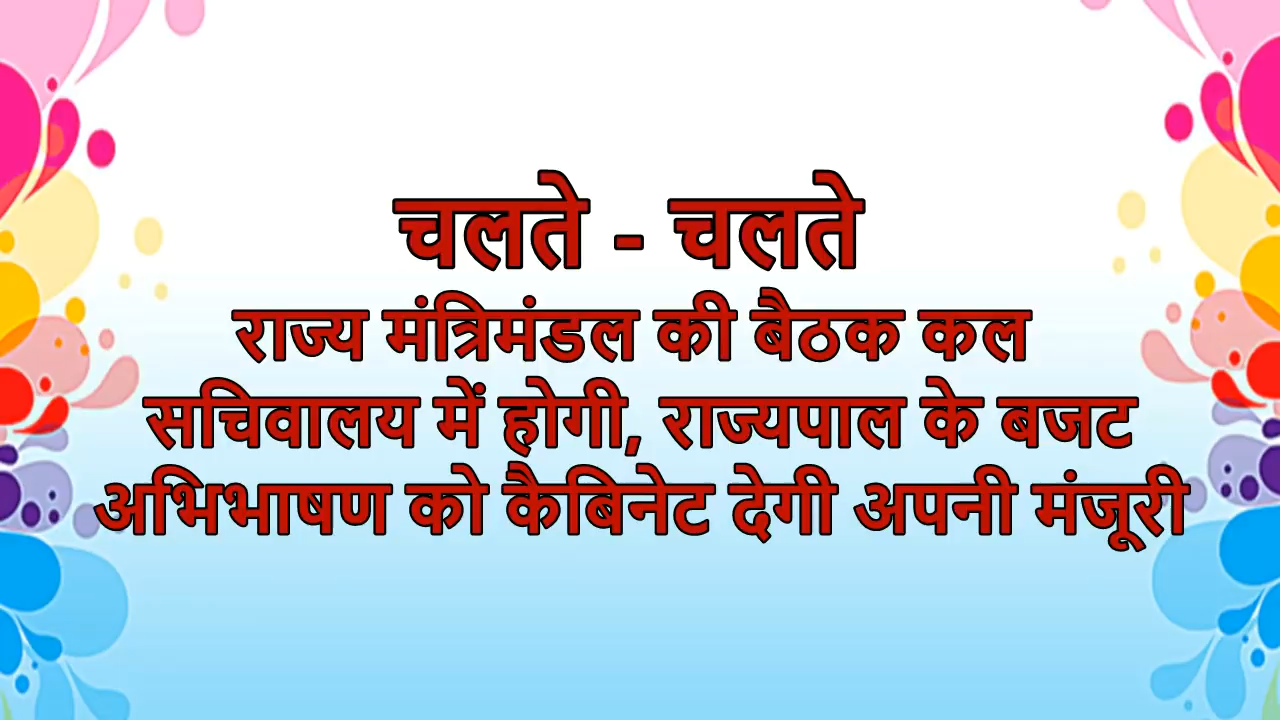 चलते - चलते
राज्य मंत्रिमंडल की बैठक कल
सचिवालय में होगी, राज्यपाल के बजट
अभिभाषण को कैबिनेट देगी अपनी मंजूरी